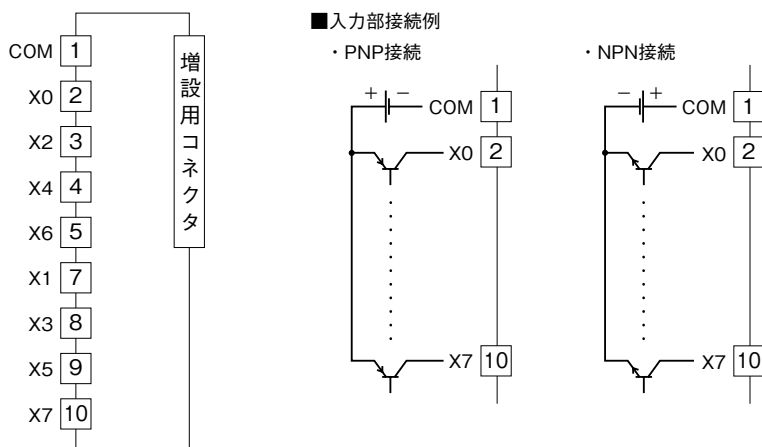 COM 1
X0 2
X2 3
X4 4
X6 5
X1 7
X3 8
X5 9
X7 10
増設用コネクタ
■入力部接続例
・PNP接続
+ −
COM 1
X0 2
X7 10
・NPN接続
− +
COM 1
X0 2
X7 10